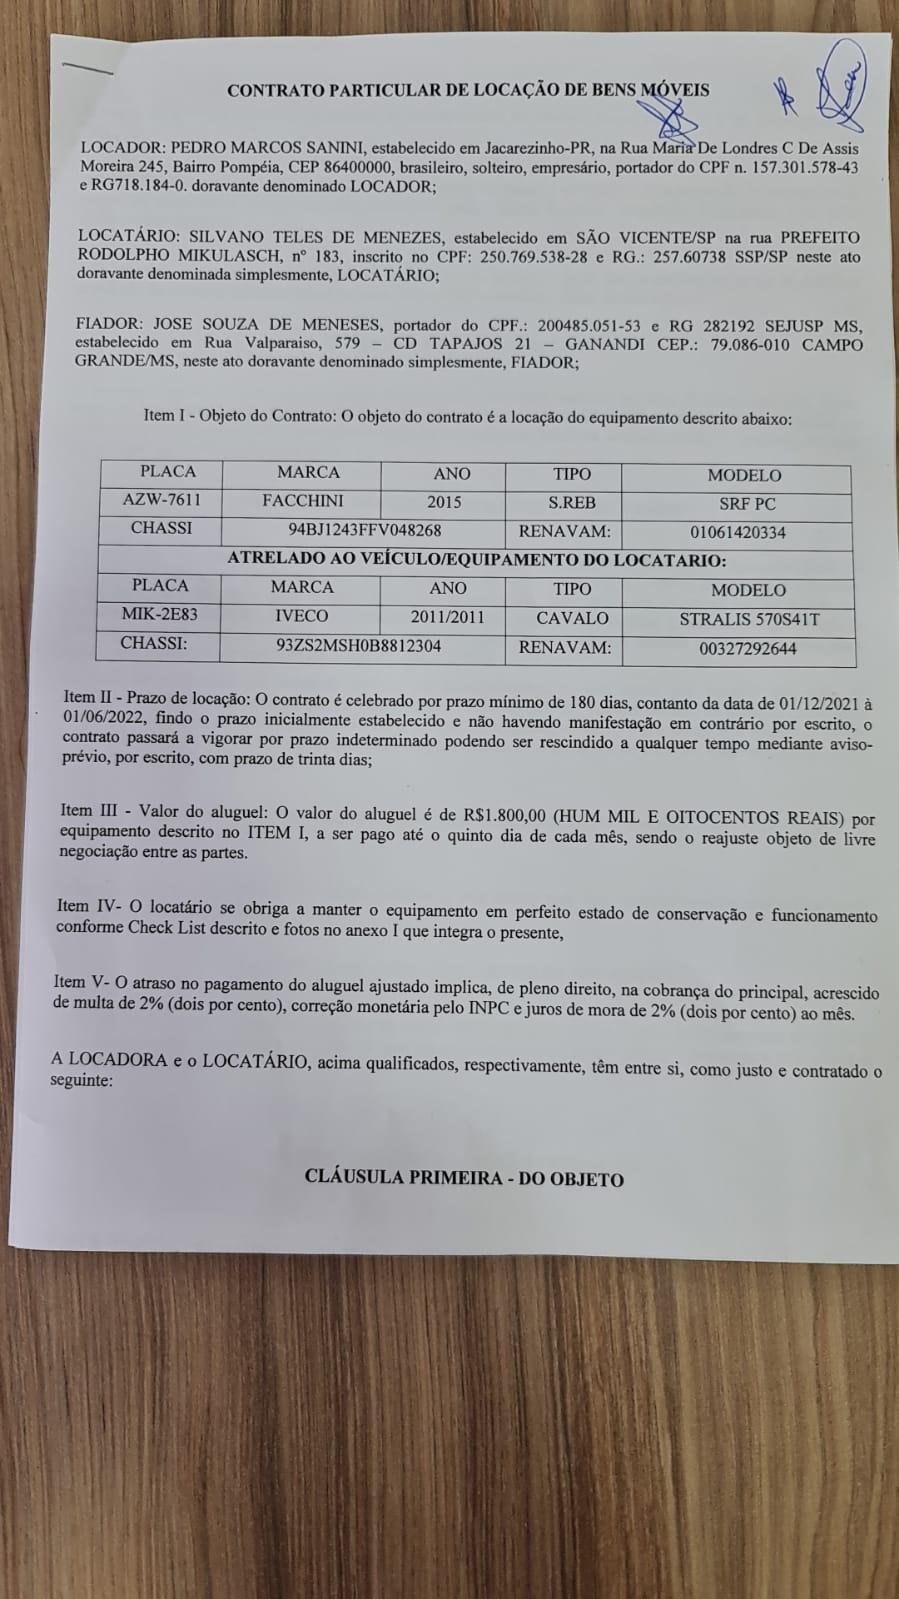 CONTRATO PARTICULAR DE LOCAÇÃO DE BENS MÓVEIS
LOCADOR: PEDRO MARCOS SANINI, estabelecido em Jacarezinho-PR, na Rua Maria De Londres C De Assis
Moreira 245, Bairro Pompéia, CEP 86400000, brasileiro, solteiro, empresário, portador do CPF n. 157.301.578-43
e RG718.184-0. doravante denominado LOCADOR;
LOCATÁRIO: SILVANO TELES DE MENEZES, estabelecido em SÃO VICENTE/SP na rua PREFEITO
RODOLPHO MIKULASCH, nº 183, inscrito no CPF: 250.769.538-28 e RG.: 257.60738 SSP/SP neste ato
doravante denominada simplesmente, LOCATÁRIO;
FIADOR: JOSE SOUZA DE MENESES, portador do CPF.: 200485.051-53 e RG 282192 SEJUSP MS,
estabelecido em Rua Valparaiso, 579 – CD TAPAJOS 21 – GANANDI CEP.: 79.086-010 CAMPO
GRANDE/MS, neste ato doravante denominado simplesmente, FIADOR;
Item I - Objeto do Contrato: O objeto do contrato é a locação do equipamento descrito abaixo:
PLACA MARCA ANO TIPO MODELO
AZW-7611 FACCHINI 2015 S.REB SRF PC
CHASSI 94BJ1243FFV048268 RENAVAM: 01061420334
ATRELADO AO VEÍCULO/EQUIPAMENTO DO LOCATARIO:
PLACA MARCA ANO TIPO MODELO
MIK-2E83 IVECO 2011/2011 CAVALO STRALIS 570S41T
CHASSI: 93ZS2MSH0B8812304 RENAVAM: 00327292644
Item II - Prazo de locação: O contrato é celebrado por prazo mínimo de 180 dias, contanto da data de 01/12/2021 à
01/06/2022, findo o prazo inicialmente estabelecido e não havendo manifestação em contrário por escrito, o
contrato passará a vigorar por prazo indeterminado podendo ser rescindido a qualquer tempo mediante aviso-
prévio, por escrito, com prazo de trinta dias;
Item III - Valor do aluguel: O valor do aluguel é de R$1.800,00 (HUM MIL E OITOCENTOS REAIS) por
equipamento descrito no ITEM I, a ser pago até o quinto dia de cada mês, sendo o reajuste objeto de livre
negociação entre as partes.
Item IV- O locatário se obriga a manter o equipamento em perfeito estado de conservação e funcionamento
conforme Check List descrito e fotos no anexo I que integra o presente,
Item V- O atraso no pagamento do aluguel ajustado implica, de pleno direito, na cobrança do principal, acrescido
de multa de 2% (dois por cento), correção monetária pelo INPC e juros de mora de 2% (dois por cento) ao mês.
A LOCADORA e o LOCATÁRIO, acima qualificados, respectivamente, têm entre si, como justo e contratado o
seguinte:
CLÁUSULA PRIMEIRA - DO OBJETO